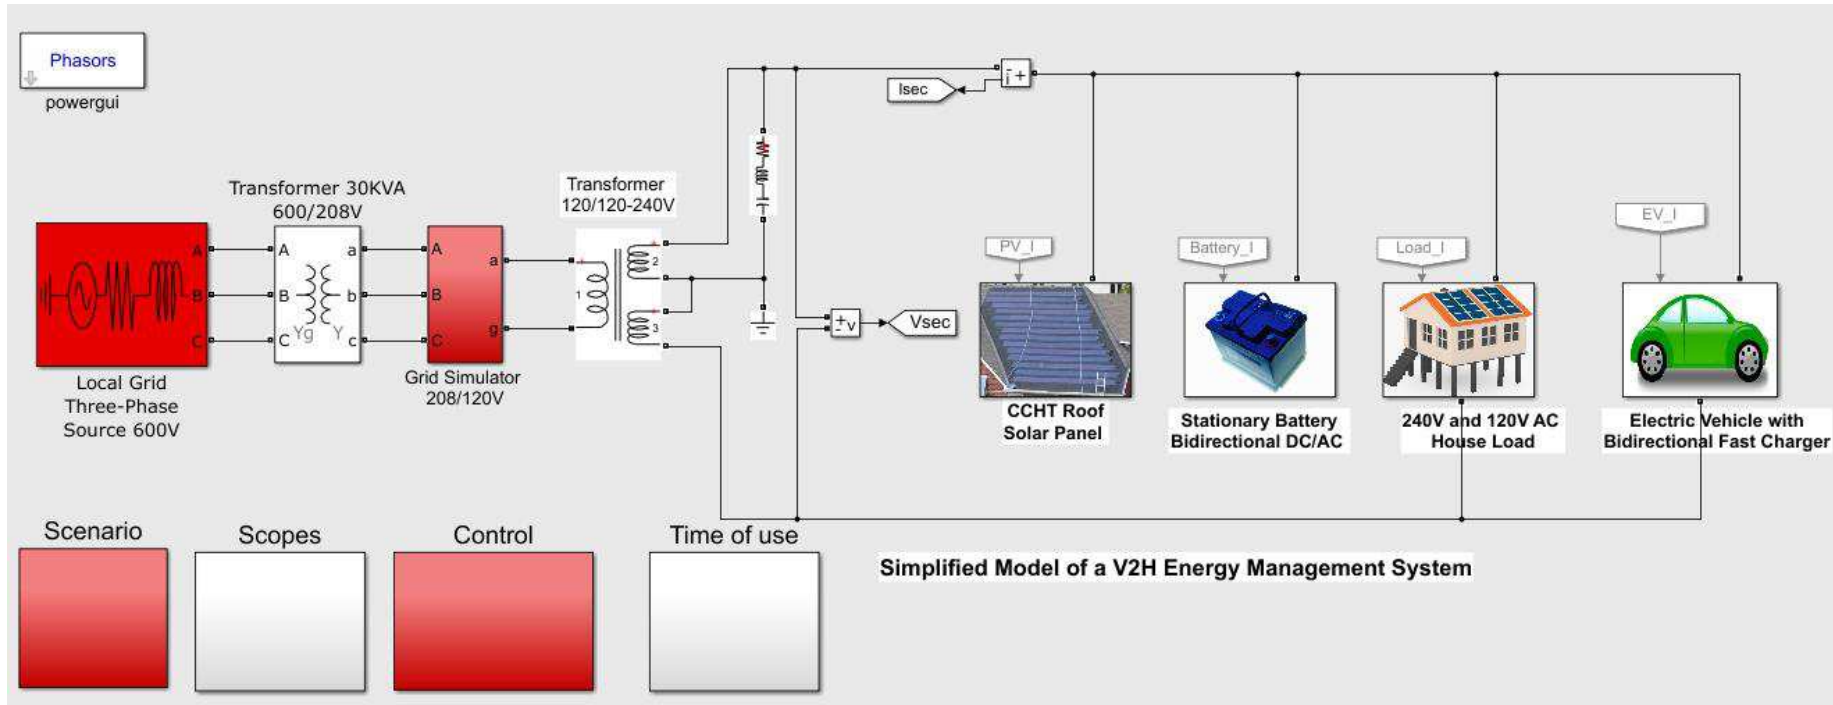 Phasors
powergui
Isec
i
+
-
Transformer 30KVA
600/208V
Transformer
120/120-240V
A
B
C
A
B
C
Yg
Y
a
b
c
A
B
C
a
g
+
1
+
2
+
3
EV_I
PV_I
Battery_I
Load_I
+
-
v
Vsec
Local Grid
Three-Phase
Source 600V
Grid Simulator
208/120V
CCHT Roof
Solar Panel
Stationary Battery
Bidirectional DC/AC
240V and 120V AC
House Load
Electric Vehicle with
Bidirectional Fast Charger
Scenario
Scopes
Control
Time of use
Simplified Model of a V2H Energy Management System